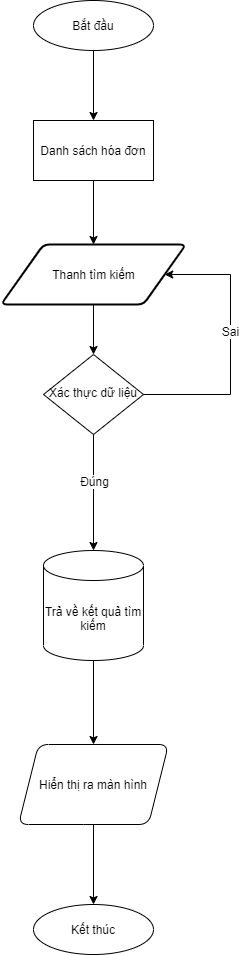 Bắt đầu
Danh sách hóa đơn
Thanh tìm kiếm
Sai
Xác thực dữ liệu
Đúng
Trả về kết quả tìm
kiếm
Hiển thị ra màn hình
Kết thúc